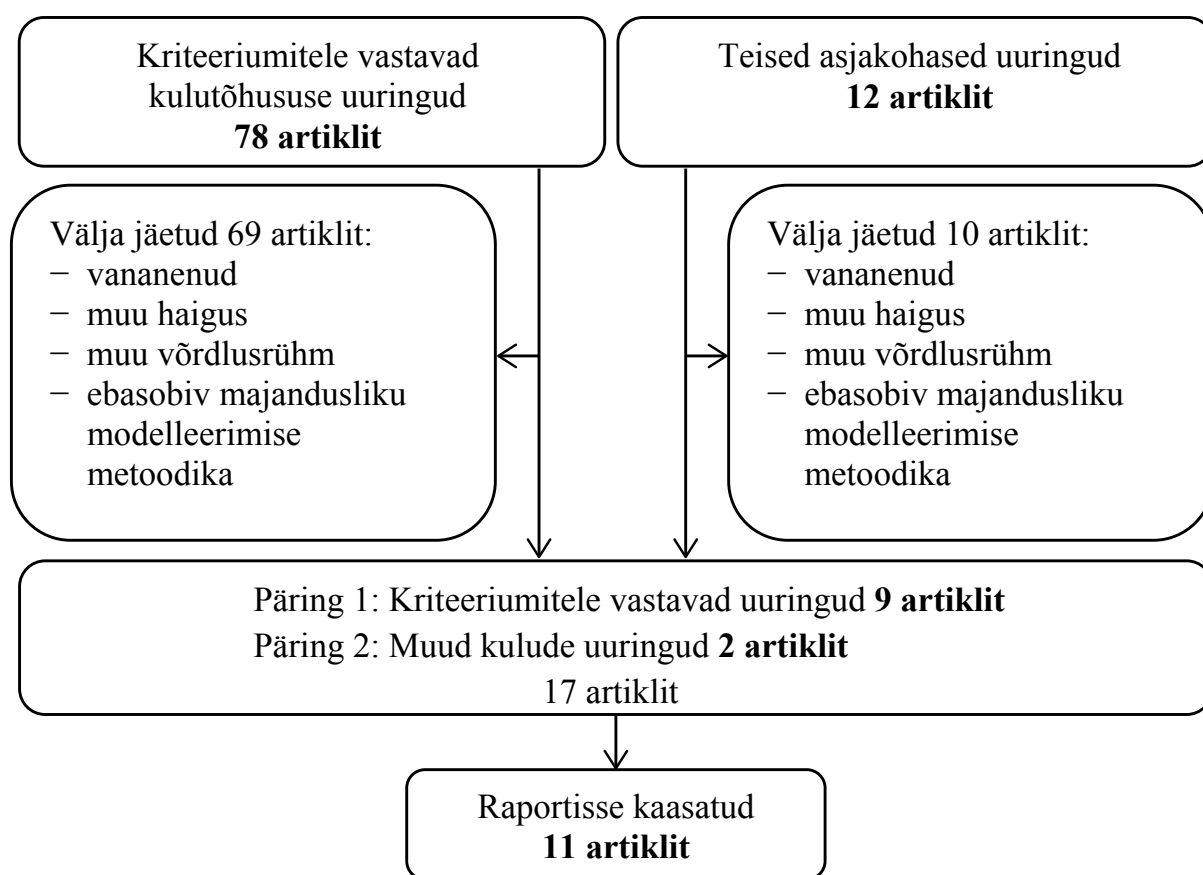 Kriteeriumitele vastavad
kulutõhususe uuringud
78 artiklit
Teised asjakohased uuringud
12 artiklit
Välja jäetud 69 artiklit:
− vananenud
− muu haigus
− muu võrdlusrühm
− ebasobiv majandusliku
modelleerimise
metoodika
Välja jäetud 10 artiklit:
− vananenud
− muu haigus
− muu võrdlusrühm
− ebasobiv majandusliku
modelleerimise
metoodika
Päring 1: Kriteeriumitele vastavad uuringud 9 artiklit
Päring 2: Muud kulude uuringud 2 artiklit
17 artiklit
Raportisse kaasatud
11 artiklit